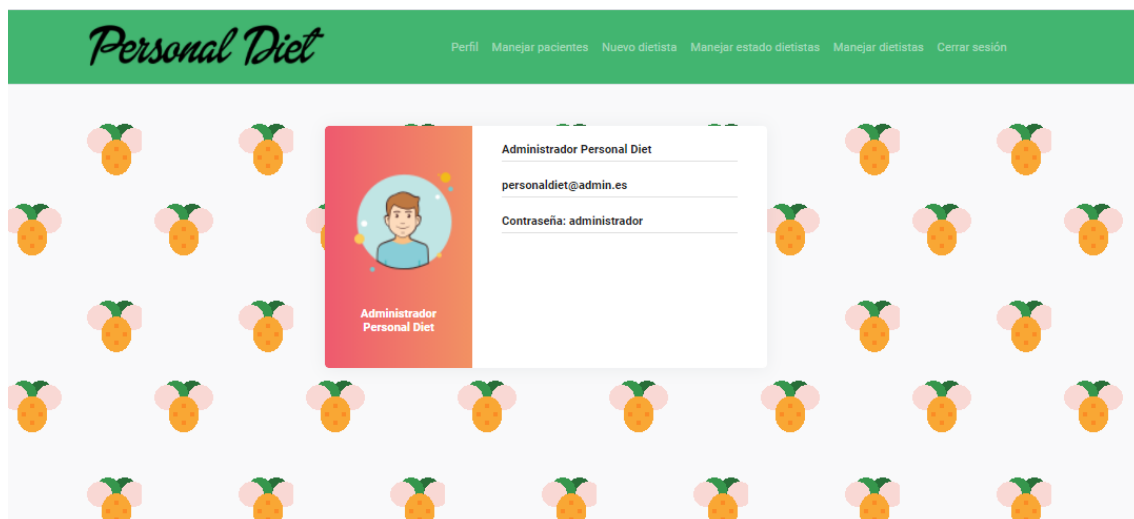 Personal Diet
Perfil Manejar pacientes Nuevo dietista Manejar estado dietistas Manejar dietistas Cerrar sesión
Administrador
Personal Diet
Administrador Personal Diet
personaldiet@admin.es
Contraseña: administrador